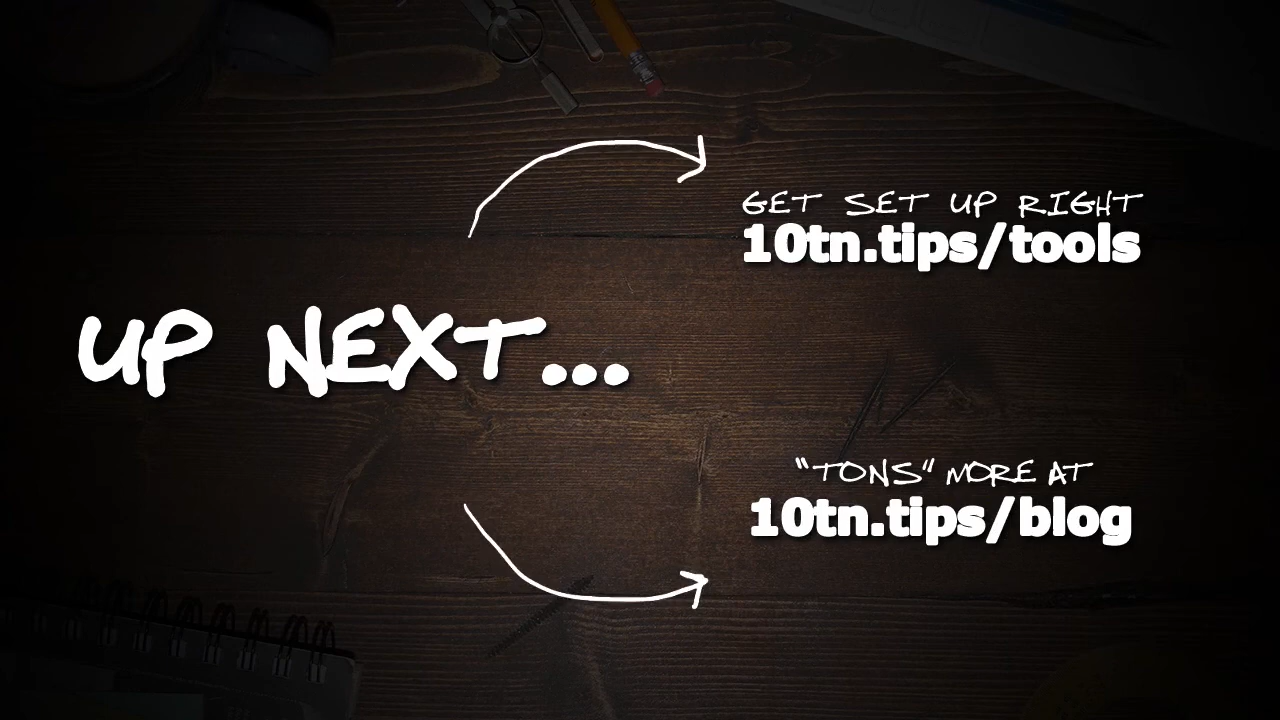 UP NEXT...
GET SET UP RIGHT
10tn.tips/tools
"TONS" MORE AT
10tn.tips/blog